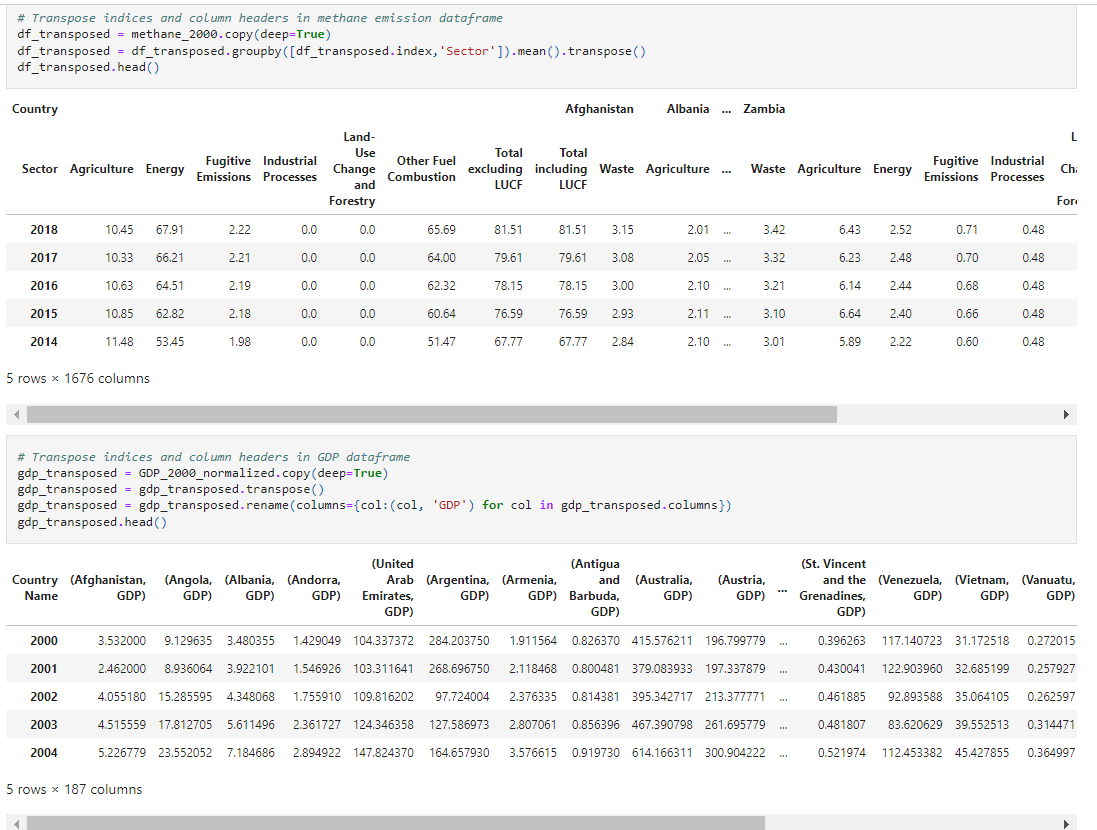 # Transpose indices and column headers in methane emission dataframe
df_transposed = methane_2000.copy(deep=True)
df_transposed = df_transposed.groupby([df_transposed.index,'Sector']).mean().transpose()
df_transposed.head()
Country Afghanistan Albania ... Zambia
Sector Agriculture Energy Fugitive Emissions Industrial Processes Land-Use Change and Forestry Other Fuel Combustion Total excluding LUCF Total including LUCF Waste Agriculture ... Waste Agriculture Energy Fugitive Emissions Industrial Processes
2018 10.45 67.91 2.22 0.0 0.0 65.69 81.51 81.51 3.15 2.01 ... 3.42 6.43 2.52 0.71 0.48
2017 10.33 66.21 2.21 0.0 0.0 64.00 79.61 79.61 3.08 2.05 ... 3.32 6.23 2.48 0.70 0.48
2016 10.63 64.51 2.19 0.0 0.0 62.32 78.15 78.15 3.00 2.10 ... 3.21 6.14 2.44 0.68 0.48
2015 10.85 62.82 2.18 0.0 0.0 60.64 76.59 76.59 2.93 2.11 ... 3.10 6.64 2.40 0.66 0.48
2014 11.48 53.45 1.98 0.0 0.0 51.47 67.77 67.77 2.84 2.10 ... 3.01 5.89 2.22 0.60 0.48
5 rows × 1676 columns
# Transpose indices and column headers in GDP dataframe
gdp_transposed = GDP_2000_normalized.copy(deep=True)
gdp_transposed = gdp_transposed.transpose()
gdp_transposed = gdp_transposed.rename(columns={col:(col, 'GDP') for col in gdp_transposed.columns})
gdp_transposed.head()
Country Name (Afghanistan, GDP) (Angola, GDP) (Albania, GDP) (Andorra, GDP) (United Arab Emirates, GDP) (Argentina, GDP) (Armenia, GDP) (Antigua and Barbuda, GDP) (Australia, GDP) (Austria, GDP) ... (St. Vincent and the Grenadines, GDP) (Venezuela, GDP) (Vietnam, GDP) (Vanuatu, GDP)
2000 3.532000 9.129635 3.480355 1.429049 104.337372 284.203750 1.911564 0.826370 415.576211 196.799779 ... 0.396263 117.140723 31.172518 0.272015
2001 2.462000 8.936064 3.922101 1.546926 103.311641 268.696750 2.118468 0.800481 379.083933 197.337879 ... 0.430041 122.903960 32.685199 0.257927
2002 4.055180 15.285595 4.348068 1.755910 109.816202 97.724004 2.376335 0.814381 395.342717 213.377771 ... 0.461885 92.893588 35.064105 0.262597
2003 4.515559 17.812705 5.611496 2.361727 124.346358 127.586973 2.807061 0.856396 467.390798 261.695779 ... 0.481807 83.620629 39.552513 0.314471
2004 5.226779 23.552052 7.184686 2.894922 147.824370 164.657930 3.576615 0.919730 614.166311 300.904222 ... 0.521974 112.453382 45.427855 0.364997
5 rows × 187 columns